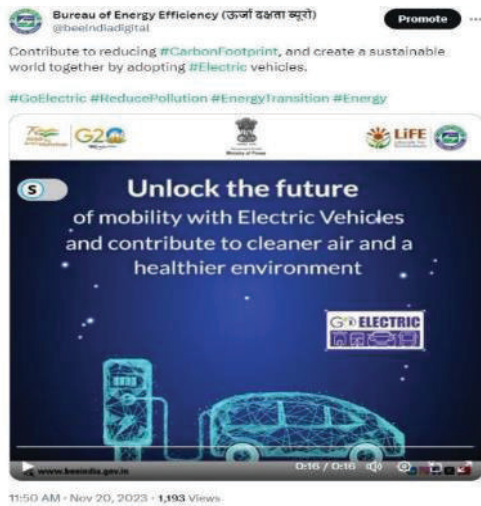 Bureau of Energy Efficiency (ऊर्जा दक्षता ब्यूरो)
@beeindiadigital
Promote
Contribute to reducing #CarbonFootprint, and create a sustainable
world together by adopting #Electric vehicles.
#GoElectric #ReducePollution #EnergyTransition #Energy
G20
Ministry of Power
LiFE
S
Unlock the future
of mobility with Electric Vehicles
and contribute to cleaner air and a
healthier environment
GO ELECTRIC
www.beeindia.gov.in
0:16 / 0:16
11:50 AM · Nov 20, 2023 · 1,193 Views